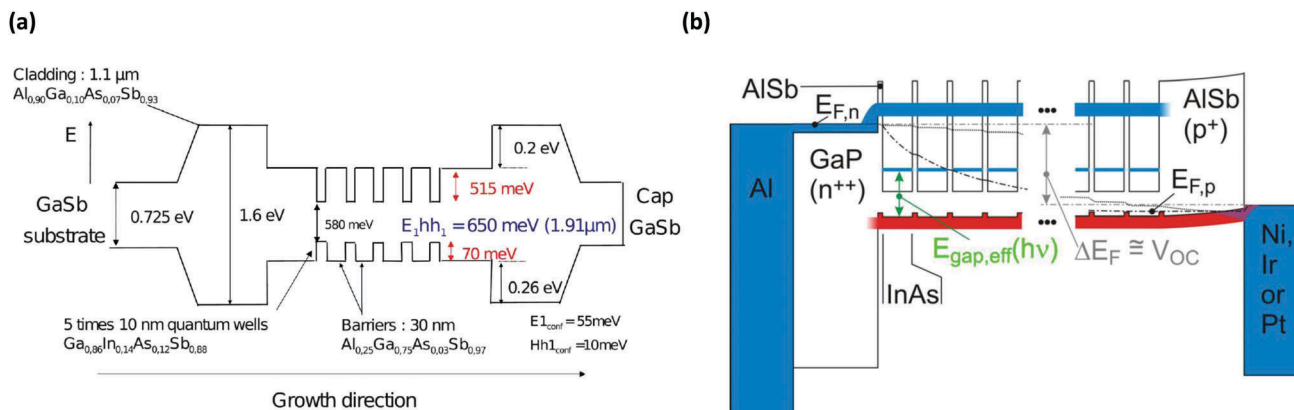 (a)
Cladding : 1.1 μm
Al0,90Ga0,10As0,07Sb0,93
E
GaSb
substrate
0.725 eV
1.6 eV
580 meV
515 meV
E1hh1 = 650 meV (1.91μm)
70 meV
0.2 eV
0.26 eV
Cap
GaSb
5 times 10 nm quantum wells
Ga0,86In0,14As0,12Sb0,88
Barriers : 30 nm
Al0,25Ga0,75As0,03Sb0,97
E1conf = 55meV
Hh1conf = 10meV
Growth direction
(b)
AlSb
EF,n
AlSb
(p+)
GaP
(n++)
Al
EF,p
Egap,eff(hν)
ΔEF ≅ VOC
InAs
Ni,
Ir
or
Pt